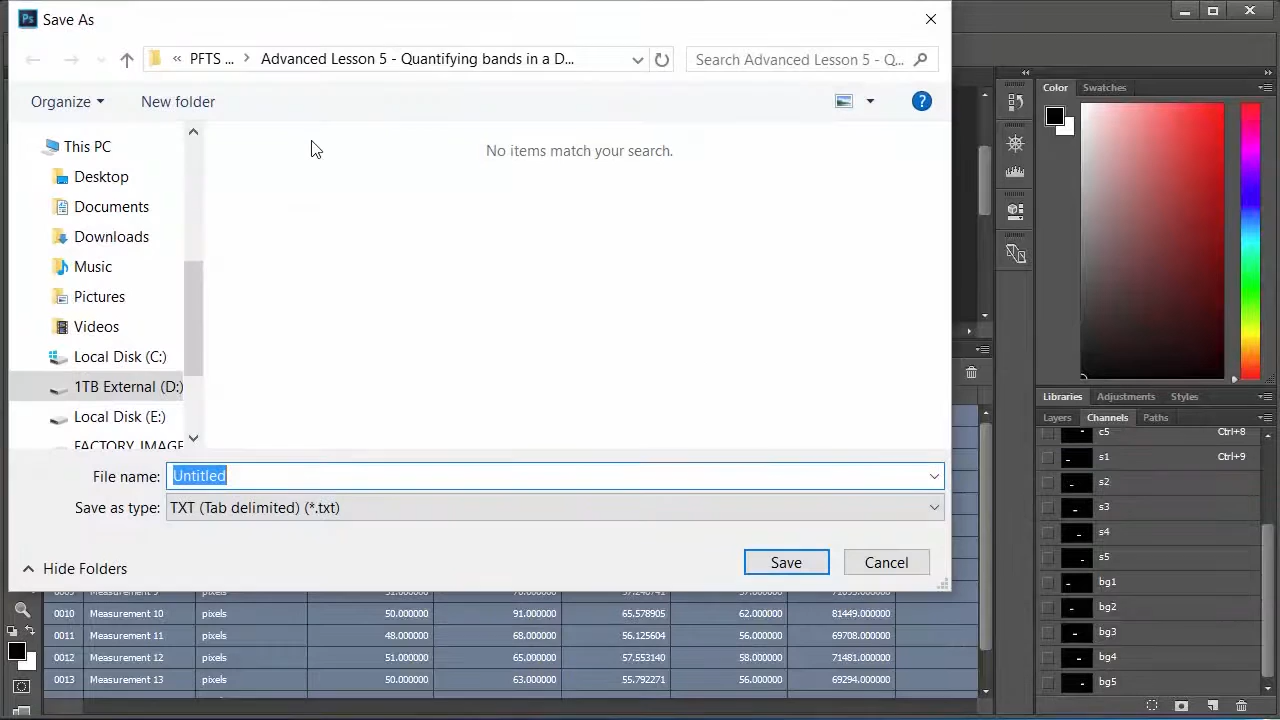 Ps Save As
« PFTS ... Advanced Lesson 5 - Quantifying bands in a D...
Search Advanced Lesson 5 - Q...
Organize
New folder
?
This PC
Desktop
Documents
Downloads
Music
Pictures
Videos
Local Disk (C:)
1TB External (D:)
Local Disk (E:)
FACTORY_IMAGE
No items match your search.
File name: Untitled
Save as type: TXT (Tab delimited) (*.txt)
Hide Folders
Save
Cancel
0010 Measurement 10 pixels 50.000000 91.000000 65.578905 62.000000 81449.000000
0011 Measurement 11 pixels 48.000000 68.000000 56.125604 56.000000 69708.000000
0012 Measurement 12 pixels 51.000000 65.000000 57.553140 58.000000 71481.000000
0013 Measurement 13 pixels 50.000000 63.000000 55.792271 56.000000 69294.000000
Color Swatches
Libraries Adjustments Styles
Layers Channels Paths
c5 Ctrl+8
s1 Ctrl+9
s2
s3
s4
s5
bg1
bg2
bg3
bg4
bg5